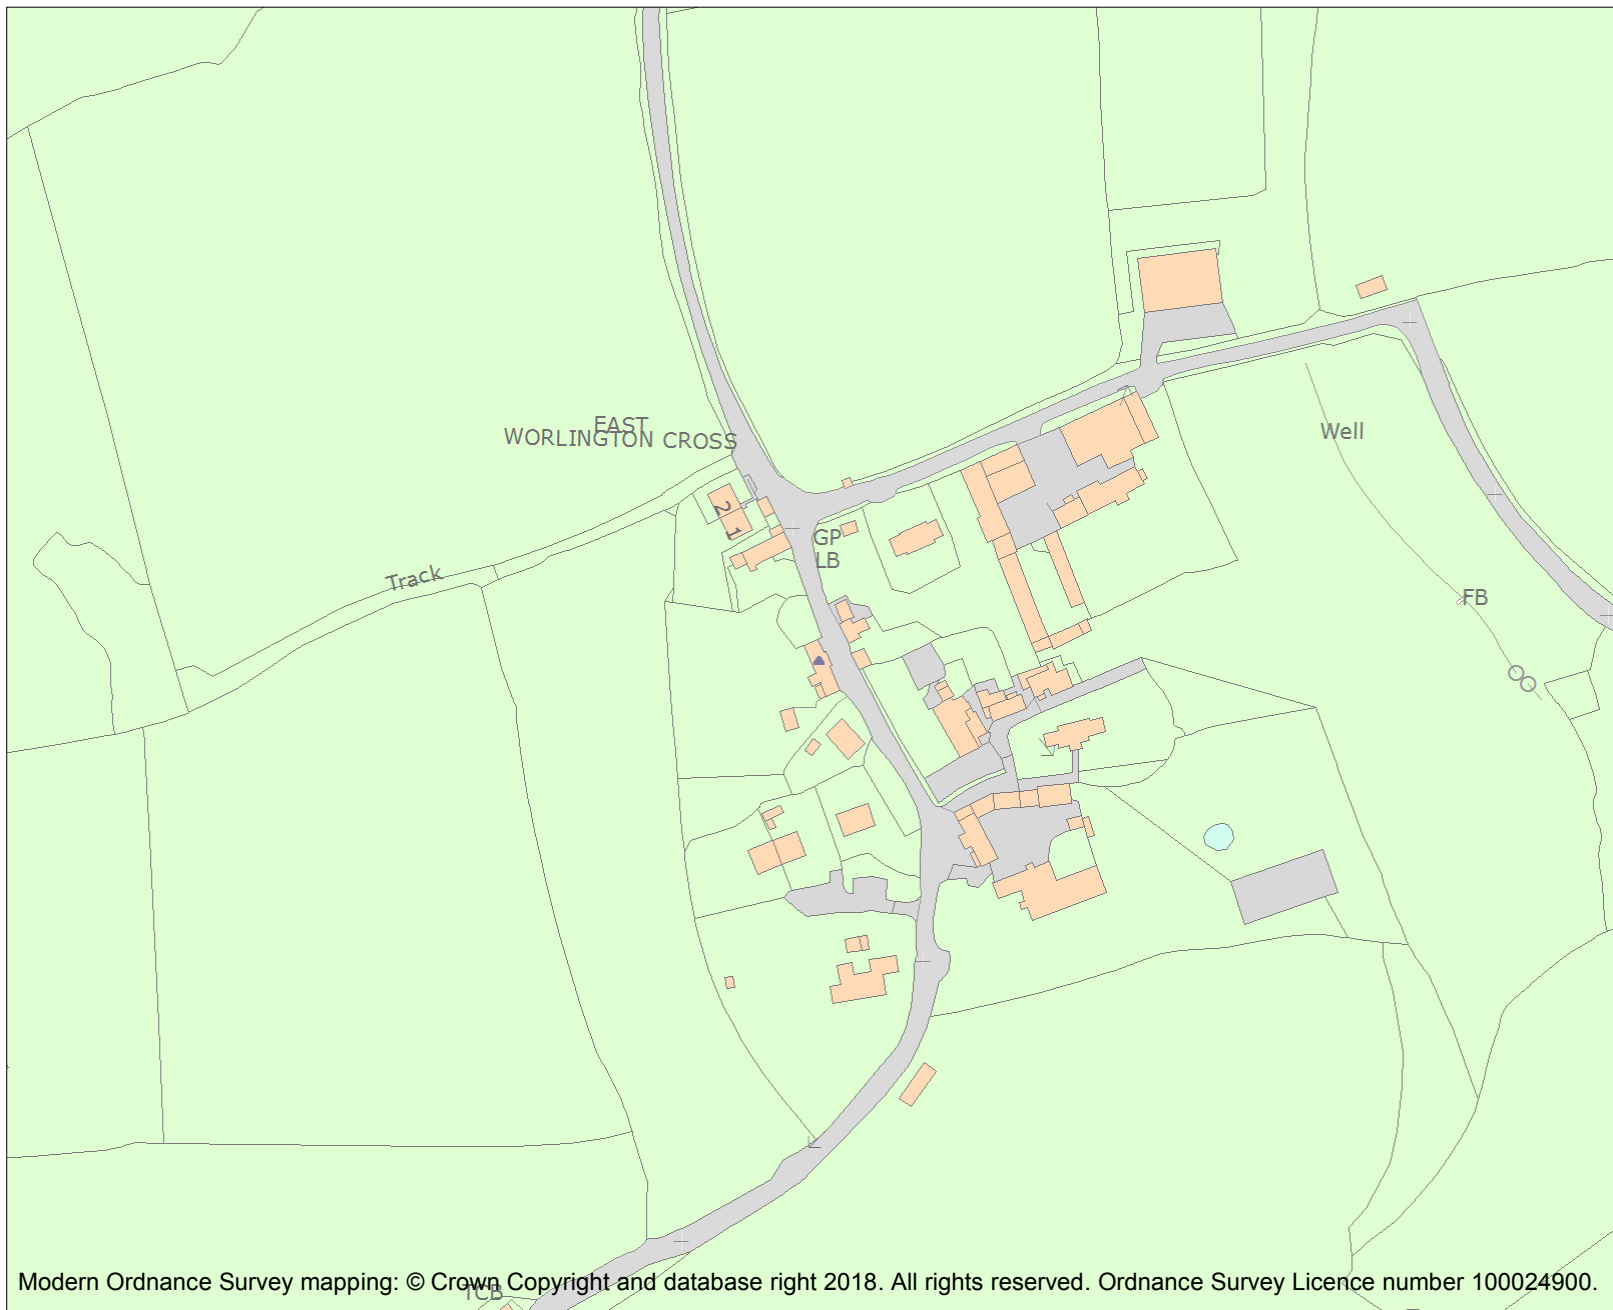 EAST
WORLINGTON CROSS
Well
2
1
GP
LB
Track
FB
TCB
Modern Ordnance Survey mapping: © Crown Copyright and database right 2018. All rights reserved. Ordnance Survey Licence number 100024900.